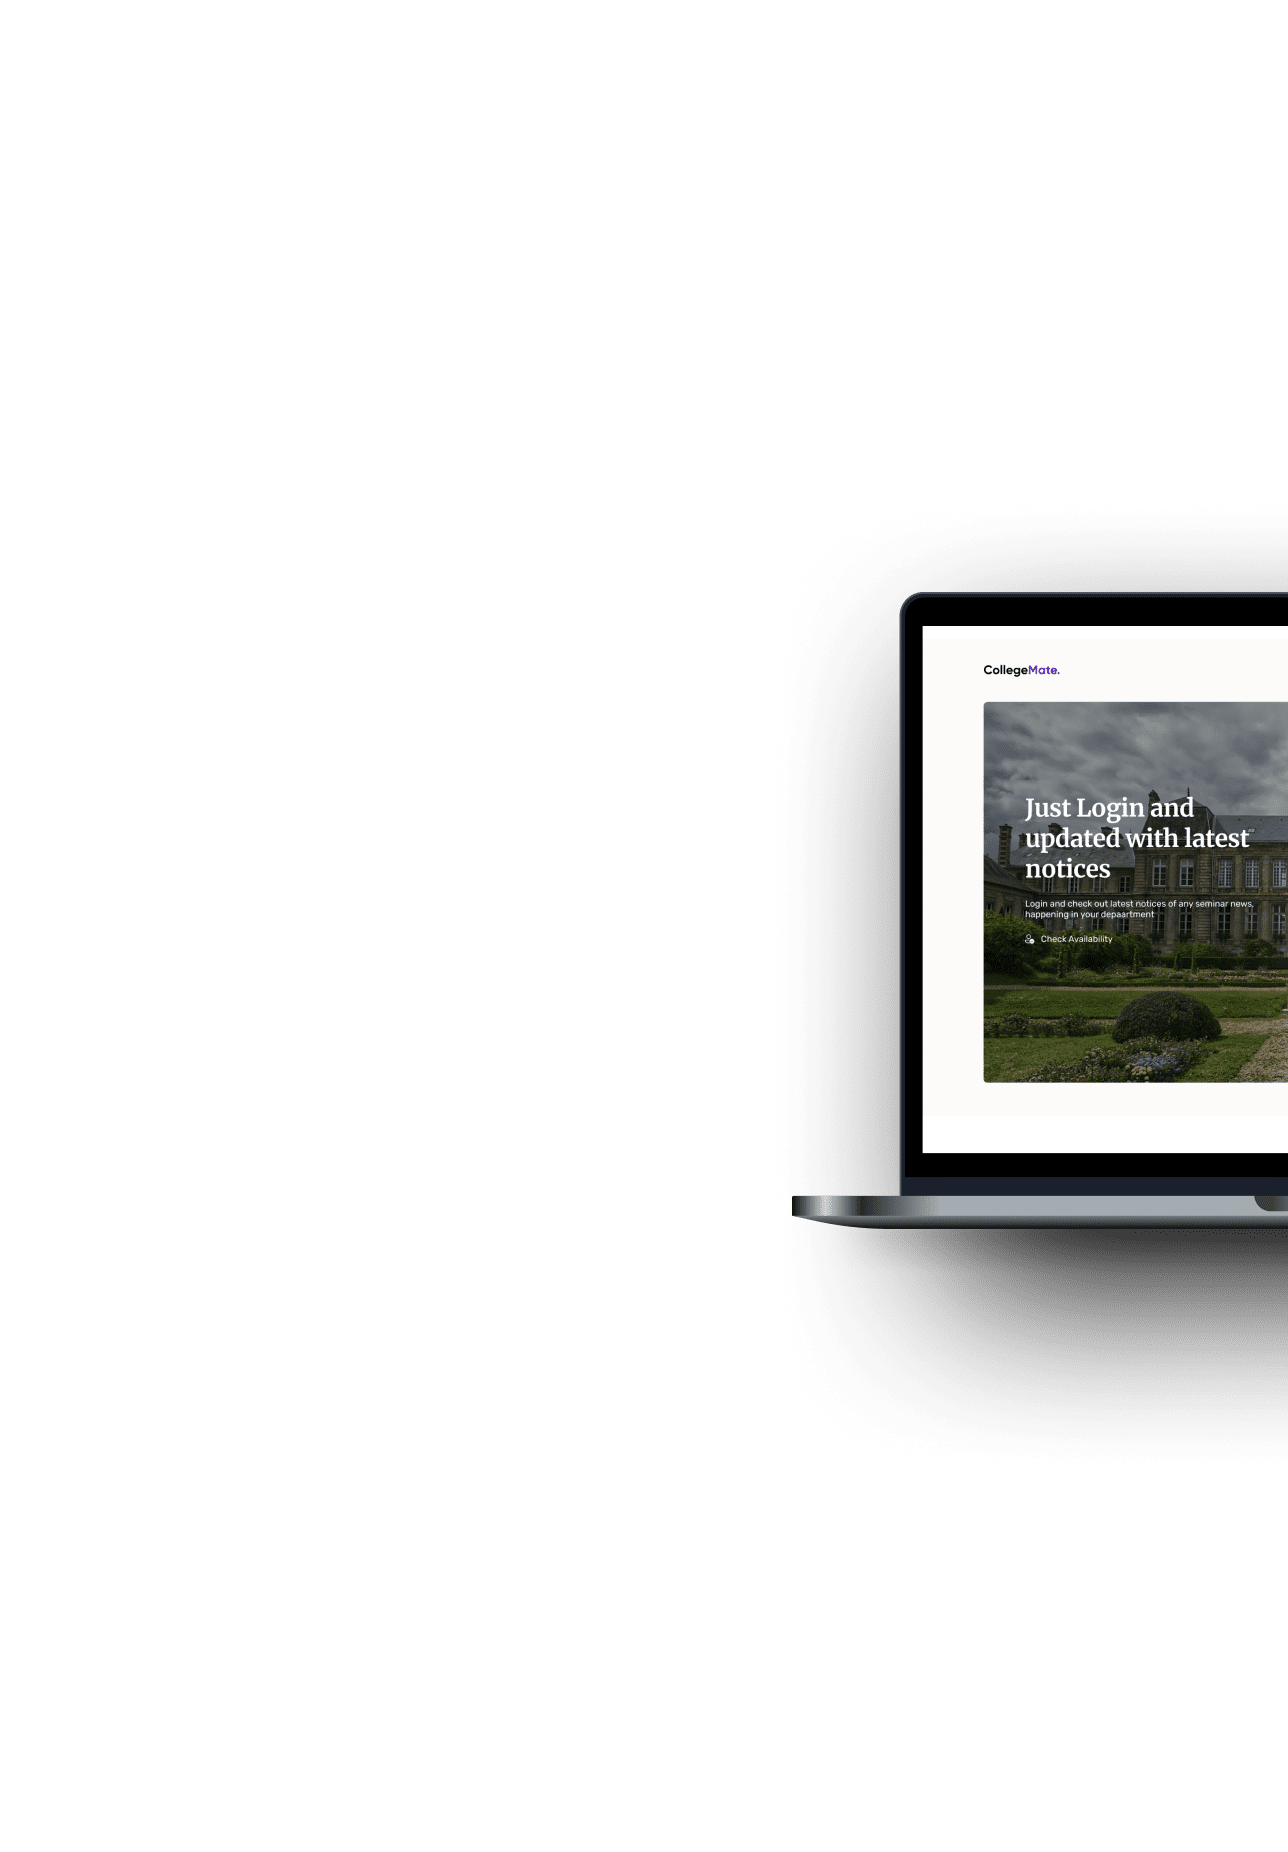 CollegeMate.
Just Login and
updated with latest
notices
Login and check out latest notices of any seminar news,
happening in your depaartment
Check Availability